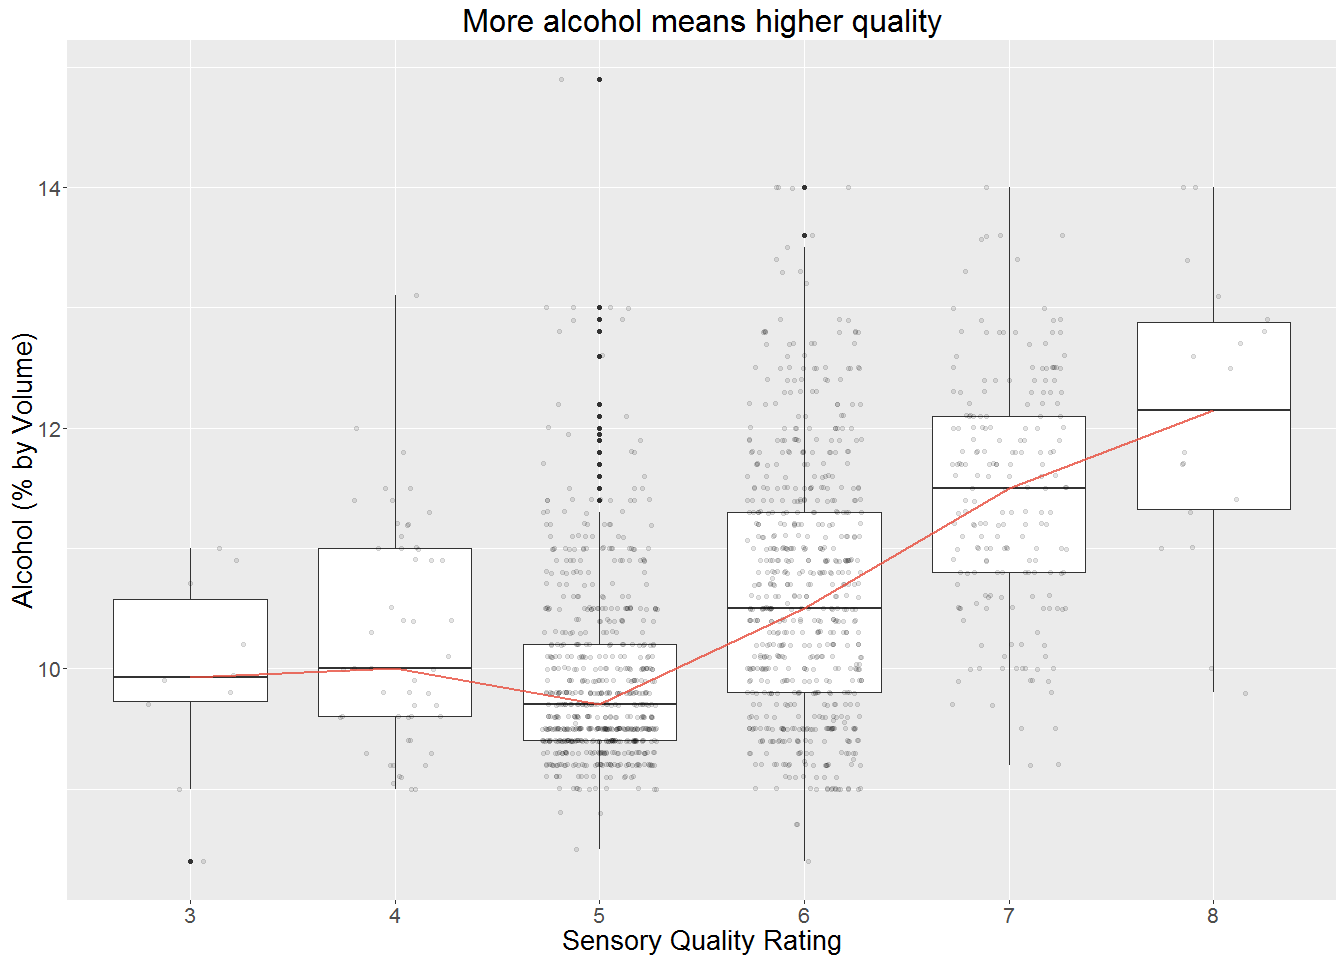 More alcohol means higher quality
Alcohol (% by Volume)
14
12
10
3 4 5 6 7 8
Sensory Quality Rating